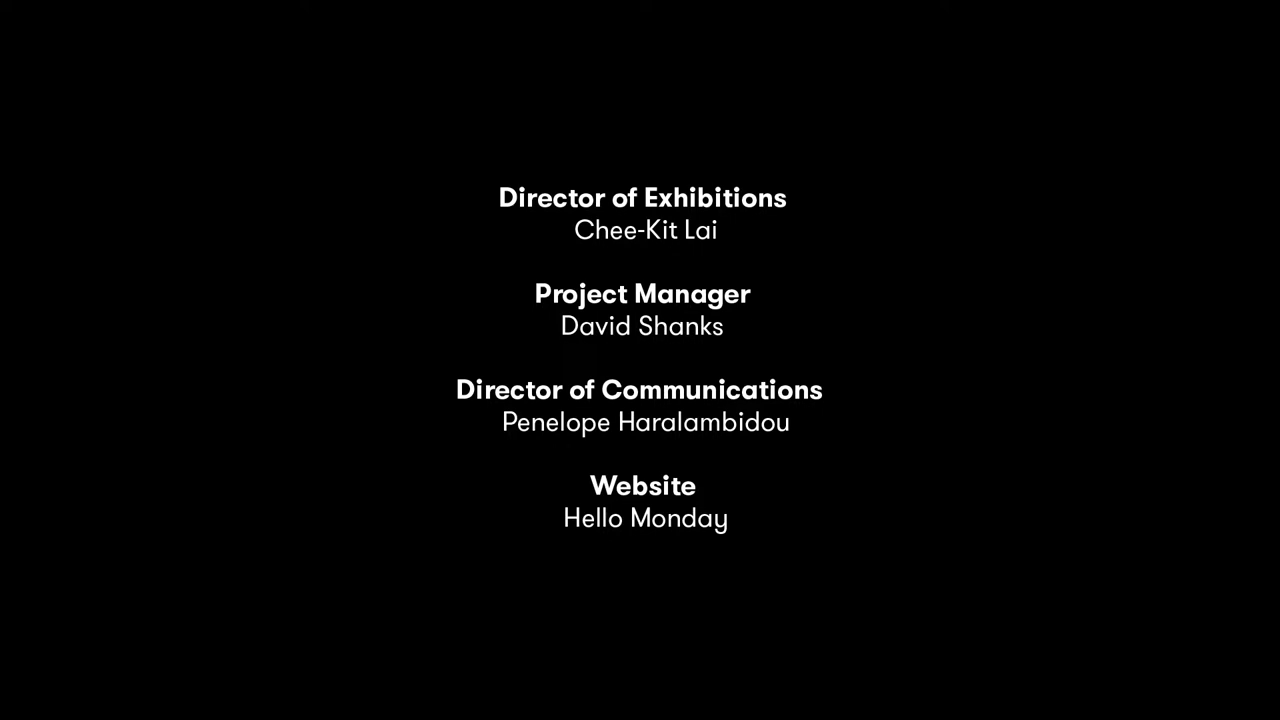 Director of Exhibitions
Chee-Kit Lai
Project Manager
David Shanks
Director of Communications
Penelope Haralambidou
Website
Hello Monday